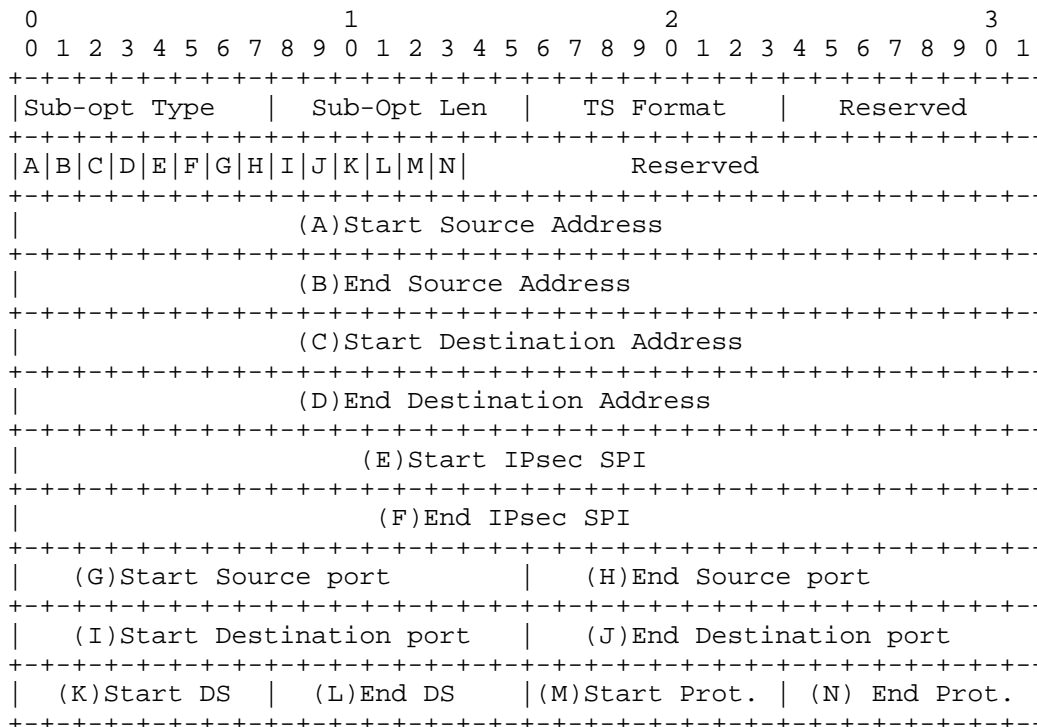 0                   1                   2                   3
0 1 2 3 4 5 6 7 8 9 0 1 2 3 4 5 6 7 8 9 0 1 2 3 4 5 6 7 8 9 0 1
+-+-+-+-+-+-+-+-+-+-+-+-+-+-+-+-+-+-+-+-+-+-+-+-+-+-+-+-+-+-+-+--
|Sub-opt Type   |  Sub-Opt Len  |   TS Format   |   Reserved
+-+-+-+-+-+-+-+-+-+-+-+-+-+-+-+-+-+-+-+-+-+-+-+-+-+-+-+-+-+-+-+--
|A|B|C|D|E|F|G|H|I|J|K|L|M|N|          Reserved
+-+-+-+-+-+-+-+-+-+-+-+-+-+-+-+-+-+-+-+-+-+-+-+-+-+-+-+-+-+-+-+--
|                 (A)Start Source Address
+-+-+-+-+-+-+-+-+-+-+-+-+-+-+-+-+-+-+-+-+-+-+-+-+-+-+-+-+-+-+-+--
|                 (B)End Source Address
+-+-+-+-+-+-+-+-+-+-+-+-+-+-+-+-+-+-+-+-+-+-+-+-+-+-+-+-+-+-+-+--
|                 (C)Start Destination Address
+-+-+-+-+-+-+-+-+-+-+-+-+-+-+-+-+-+-+-+-+-+-+-+-+-+-+-+-+-+-+-+--
|                 (D)End Destination Address
+-+-+-+-+-+-+-+-+-+-+-+-+-+-+-+-+-+-+-+-+-+-+-+-+-+-+-+-+-+-+-+--
|                     (E)Start IPsec SPI
+-+-+-+-+-+-+-+-+-+-+-+-+-+-+-+-+-+-+-+-+-+-+-+-+-+-+-+-+-+-+-+--
|                      (F)End IPsec SPI
+-+-+-+-+-+-+-+-+-+-+-+-+-+-+-+-+-+-+-+-+-+-+-+-+-+-+-+-+-+-+-+--
|   (G)Start Source port        |   (H)End Source port
+-+-+-+-+-+-+-+-+-+-+-+-+-+-+-+-+-+-+-+-+-+-+-+-+-+-+-+-+-+-+-+--
|   (I)Start Destination port   |   (J)End Destination port
+-+-+-+-+-+-+-+-+-+-+-+-+-+-+-+-+-+-+-+-+-+-+-+-+-+-+-+-+-+-+-+--
|  (K)Start DS  |  (L)End DS    |(M)Start Prot. | (N) End Prot.
+-+-+-+-+-+-+-+-+-+-+-+-+-+-+-+-+-+-+-+-+-+-+-+-+-+-+-+-+-+-+-+--